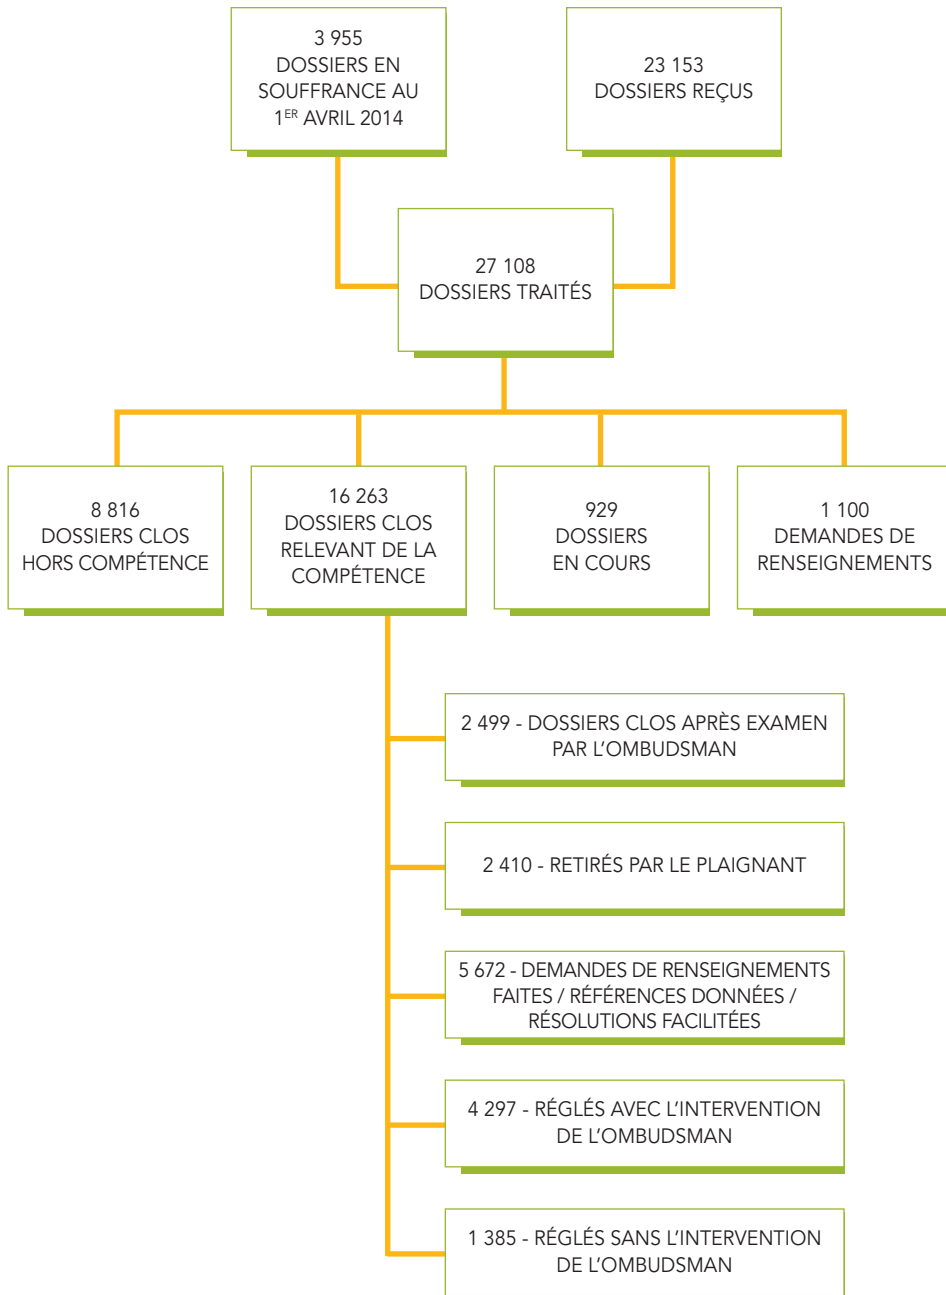 3 955
DOSSIERS EN
SOUFFRANCE AU
1ER AVRIL 2014
23 153
DOSSIERS REÇUS
27 108
DOSSIERS TRAITÉS
8 816
DOSSIERS CLOS
HORS COMPÉTENCE
16 263
DOSSIERS CLOS
RELEVANT DE LA
COMPÉTENCE
929
DOSSIERS
EN COURS
1 100
DEMANDES DE
RENSEIGNEMENTS
2 499 - DOSSIERS CLOS APRÈS EXAMEN
PAR L’OMBUDSMAN
2 410 - RETIRÉS PAR LE PLAIGNANT
5 672 - DEMANDES DE RENSEIGNEMENTS
FAITES / RÉFÉRENCES DONNÉES /
RÉSOLUTIONS FACILITÉES
4 297 - RÉGLÉS AVEC L’INTERVENTION
DE L’OMBUDSMAN
1 385 - RÉGLÉS SANS L’INTERVENTION
DE L’OMBUDSMAN